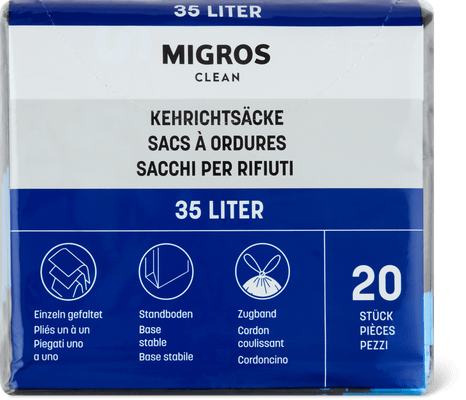 35 LITER
MIGROS
CLEAN
KEHRICHTSÄCKE
SACS À ORDURES
SACCHI PER RIFIUTI
35 LITER
Einzeln gefaltet
Pliés un à un
Piegati uno
a uno
Standboden
Base
stable
Base stabile
Zugband
Cordon
coulissant
Cordoncino
20
STÜCK
PIÈCES
PEZZI